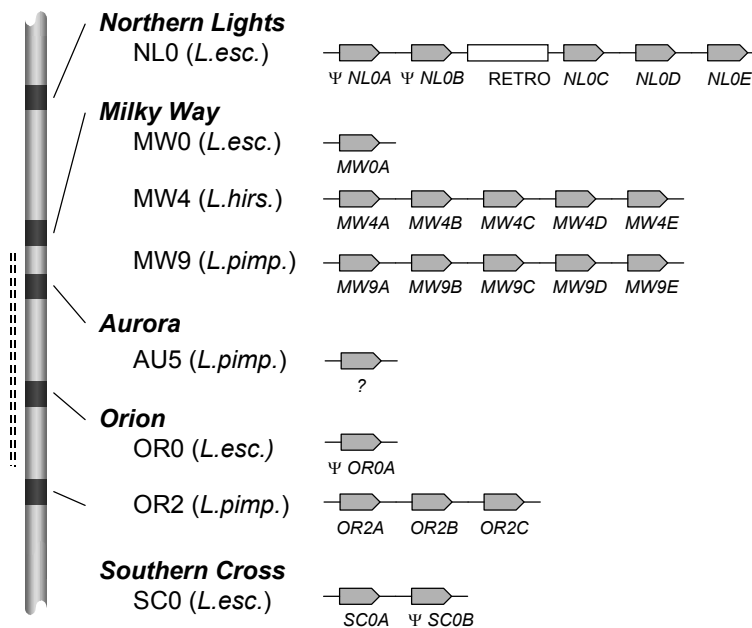 Northern Lights
NL0 (L.esc.)
Ψ NL0A Ψ NL0B RETRO NL0C NL0D NL0E
Milky Way
MW0 (L.esc.)
MW0A
MW4 (L.hirs.)
MW4A MW4B MW4C MW4D MW4E
MW9 (L.pimp.)
MW9A MW9B MW9C MW9D MW9E
Aurora
AU5 (L.pimp.)
?
Orion
OR0 (L.esc.)
Ψ OR0A
OR2 (L.pimp.)
OR2A OR2B OR2C
Southern Cross
SC0 (L.esc.)
SC0A Ψ SC0B